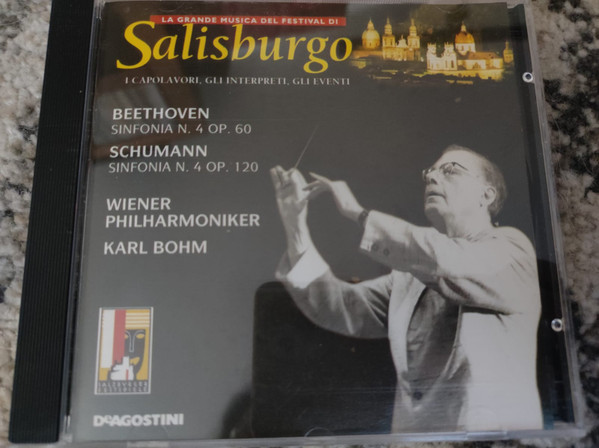 LA GRANDE MUSICA DEL FESTIVAL DI
Salisburgo
I CAPOLAVORI, GLI INTERPRETI, GLI EVENTI
BEETHOVEN
SINFONIA N. 4 OP. 60
SCHUMANN
SINFONIA N. 4 OP. 120
WIENER
PHILHARMONIKER
KARL BOHM
DeAGOSTINI